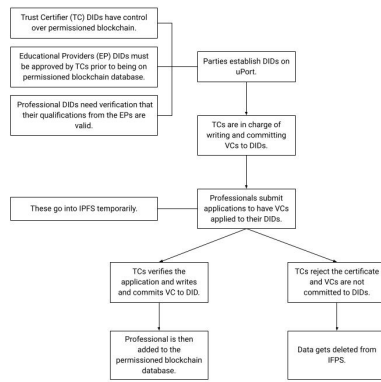 Trust Certifier (TC) DIDs have control
over permissioned blockchain.
Educational Providers (EP) DIDs must
be approved by TCs prior to being on
permissioned blockchain database.
Parties establish DIDs on
uPort.
Professional DIDs need verification that
their qualifications from the EPs are
valid.
TCs are in charge of
writing and committing
VCs to DIDs.
These go into IPFS temporarily.
Professionals submit
applications to have VCs
applied to their DIDs.
TCs verifies the
application and writes
and commits VC to DID.
TCs reject the certificate
and VCs are not
committed to DIDs.
Professional is then
added to the
permissioned blockchain
database.
Data gets deleted from
IFPS.